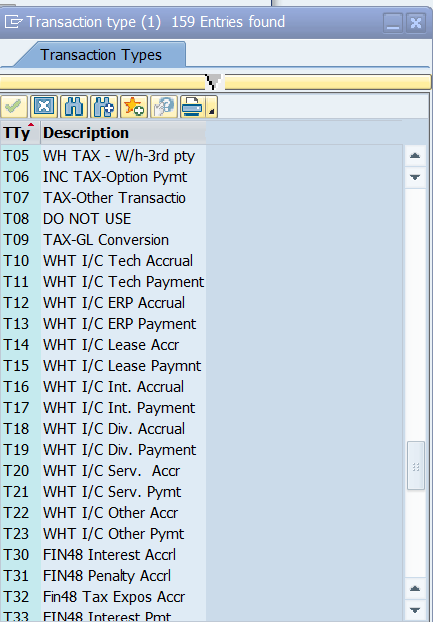 Transaction type (1)  159 Entries found
Transaction Types
TTy Description
T05 WH TAX - W/h-3rd pty
T06 INC TAX-Option Pymt
T07 TAX-Other Transactio
T08 DO NOT USE
T09 TAX-GL Conversion
T10 WHT I/C Tech Accrual
T11 WHT I/C Tech Payment
T12 WHT I/C ERP Accrual
T13 WHT I/C ERP Payment
T14 WHT I/C Lease Accr
T15 WHT I/C Lease Paymnt
T16 WHT I/C Int. Accrual
T17 WHT I/C Int. Payment
T18 WHT I/C Div. Accrual
T19 WHT I/C Div. Payment
T20 WHT I/C Serv.  Accr
T21 WHT I/C Serv. Pymt
T22 WHT I/C Other Accr
T23 WHT I/C Other Pymt
T30 FIN48 Interest Accrl
T31 FIN48 Penalty Accrl
T32 Fin48 Tax Expos Accr
T33 FIN48 Interest Pmt